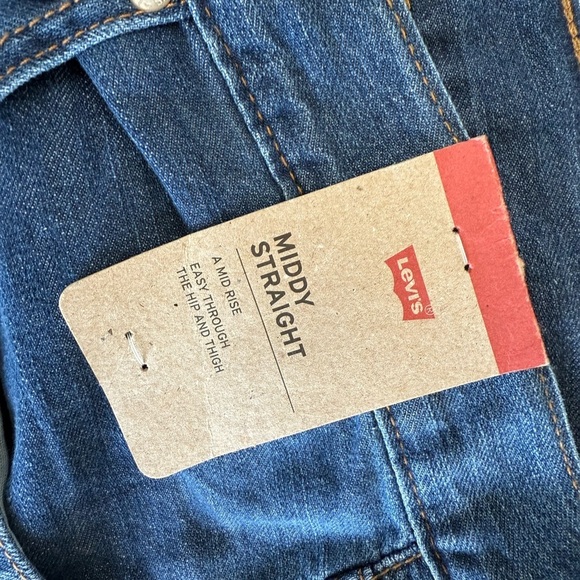 Levi's®
MIDDY
STRAIGHT
A MID RISE
EASY THROUGH
THE HIP AND THIGH